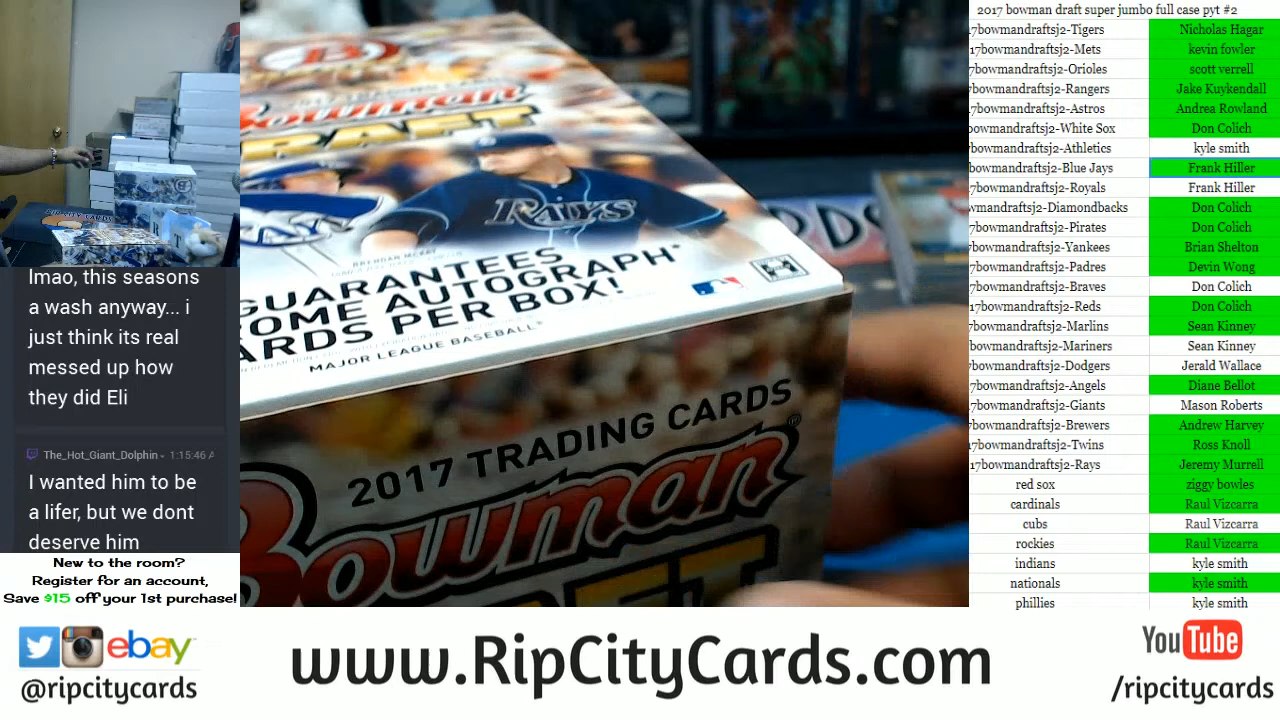 lmao, this seasons
a wash anyway... i
just think its real
messed up how
they did Eli
The_Hot_Giant_Dolphin
1:15:46
I wanted him to be
a lifer, but we dont
deserve him
New to the room?
Register for an account,
Save $15 off your 1st purchase!
Bowman
RAFT
RAYS
Rays
GUARANTEES
OME AUTOGRAPH
ARDS PER BOX!
MAJOR LEAGUE BASEBALL
2017 TRADING CARDS
Bowman®
2017 bowman draft super jumbo full case pyt #2
17bowmandraftsj2-Tigers Nicholas Hagar
17bowmandraftsj2-Mets kevin fowler
7bowmandraftsj2-Orioles scott verrell
7bowmandraftsj2-Rangers Jake Kuykendall
7bowmandraftsj2-Astros Andrea Rowland
bowmandraftsj2-White Sox Don Colich
bowmandraftsj2-Athletics kyle smith
bowmandraftsj2-Blue Jays Frank Hiller
7bowmandraftsj2-Royals Frank Hiller
wmandraftsj2-Diamondbacks Don Colich
7bowmandraftsj2-Pirates Don Colich
bowmandraftsj2-Yankees Brian Shelton
7bowmandraftsj2-Padres Devin Wong
7bowmandraftsj2-Braves Don Colich
17bowmandraftsj2-Reds Don Colich
7bowmandraftsj2-Marlins Sean Kinney
bowmandraftsj2-Mariners Sean Kinney
bowmandraftsj2-Dodgers Jerald Wallace
7bowmandraftsj2-Angels Diane Bellot
7bowmandraftsj2-Giants Mason Roberts
7bowmandraftsj2-Brewers Andrew Harvey
7bowmandraftsj2-Twins Ross Knoll
17bowmandraftsj2-Rays Jeremy Murrell
red sox ziggy bowles
cardinals Raul Vizcarra
cubs Raul Vizcarra
rockies Raul Vizcarra
indians kyle smith
nationals kyle smith
phillies kyle smith
ebay
@ripcitycards
www.RipCityCards.com
YouTube
/ripcitycards